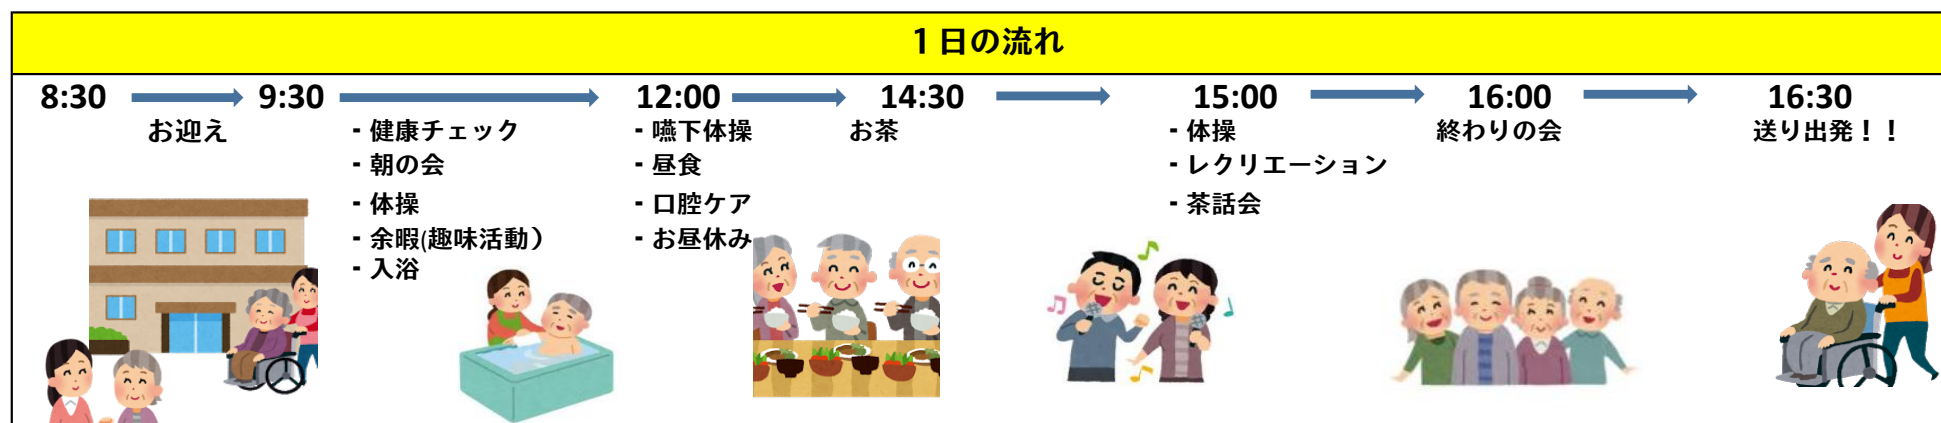 1日の流れ
8:30 9:30 12:00 14:30 15:00 16:00 16:30
お迎え
- 健康チェック
- 朝の会
- 体操
- 余暇(趣味活動）
- 入浴
- 嚥下体操
- 昼食
- 口腔ケア
- お昼休み
お茶
- 体操
- レクリエーション
- 茶話会
終わりの会
送り出発！！